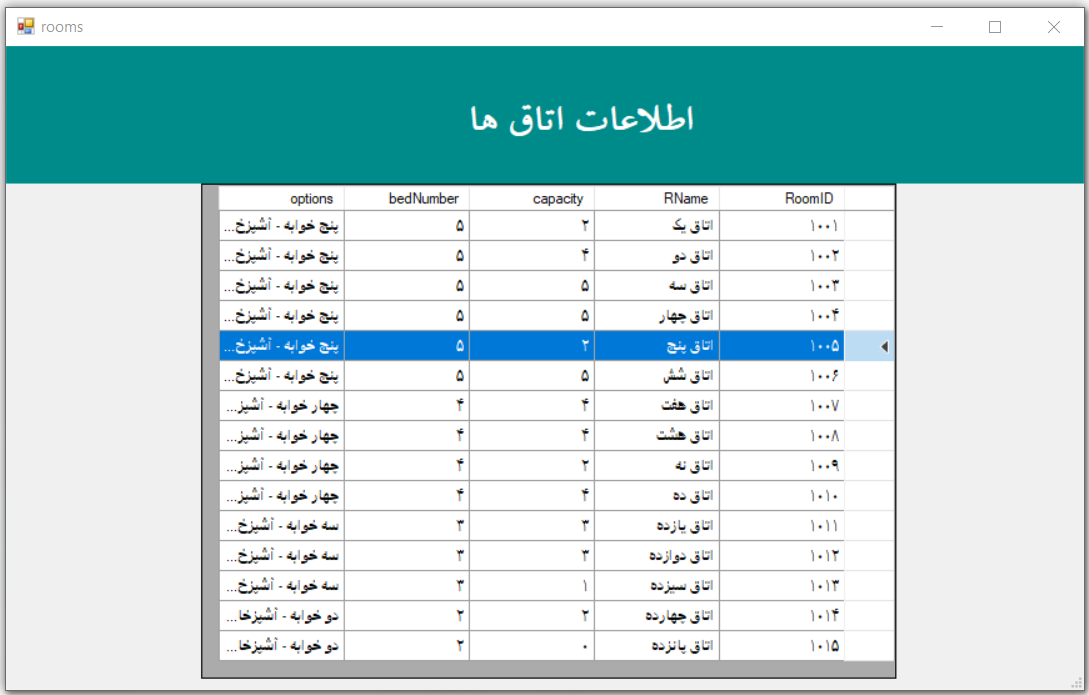 rooms
اطلاعات اتاق ها
RoomID RName capacity bedNumber options
۱۰۰۱ اتاق یک ۲ ۵ پنج خوابه - آشپزخ...
۱۰۰۲ اتاق دو ۴ ۵ پنج خوابه - آشپزخ...
۱۰۰۳ اتاق سه ۵ ۵ پنج خوابه - آشپزخ...
۱۰۰۴ اتاق چهار ۵ ۵ پنج خوابه - آشپزخ...
۱۰۰۵ اتاق پنج ۲ ۵ پنج خوابه - آشپزخ...
۱۰۰۶ اتاق شش ۵ ۵ پنج خوابه - آشپزخ...
۱۰۰۷ اتاق هفت ۴ ۴ چهار خوابه - آشپز...
۱۰۰۸ اتاق هشت ۴ ۴ چهار خوابه - آشپز...
۱۰۰۹ اتاق نه ۲ ۴ چهار خوابه - آشپز...
۱۰۱۰ اتاق ده ۴ ۴ چهار خوابه - آشپز...
۱۰۱۱ اتاق یازده ۳ ۳ سه خوابه - آشپزخ...
۱۰۱۲ اتاق دوازده ۳ ۳ سه خوابه - آشپزخ...
۱۰۱۳ اتاق سیزده ۱ ۳ سه خوابه - آشپزخ...
۱۰۱۴ اتاق چهارده ۲ ۲ دو خوابه - آشپزخا...
۱۰۱۵ اتاق پانزده ۰ ۲ دو خوابه - آشپزخا...